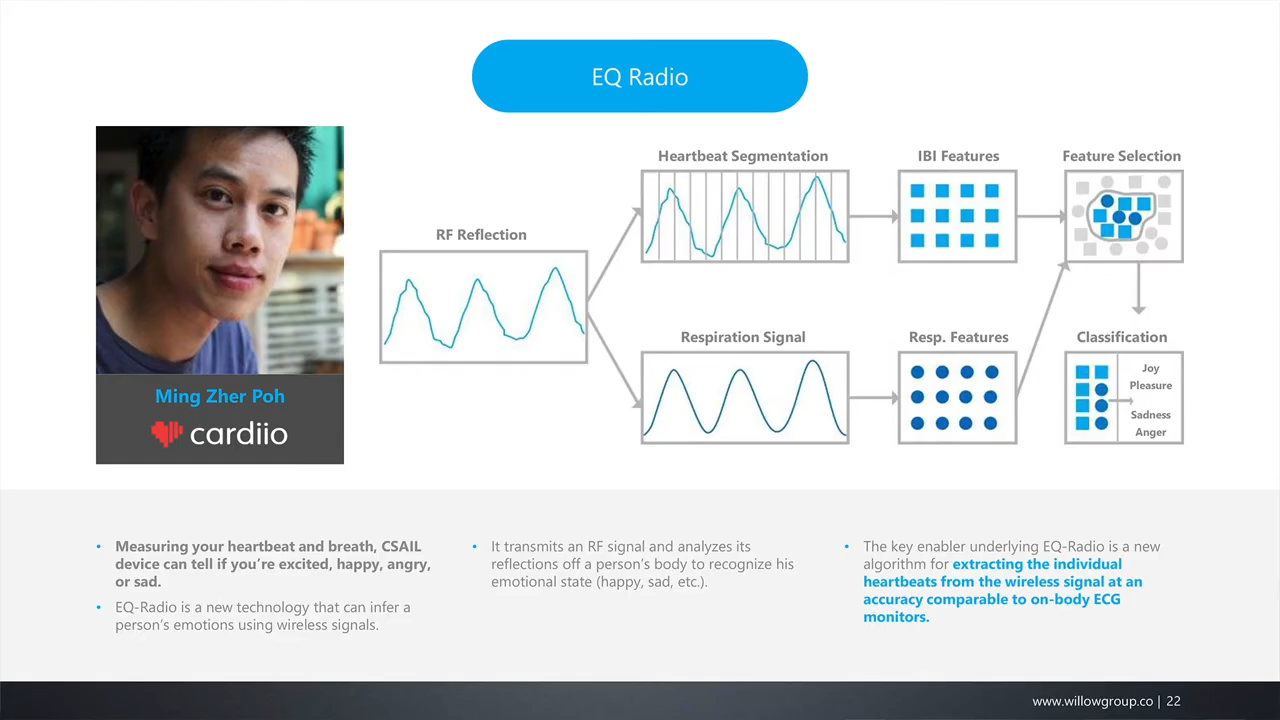 EQ Radio
Ming Zher Poh
cardiio
RF Reflection
Heartbeat Segmentation
IBI Features
Feature Selection
Respiration Signal
Resp. Features
Classification
Joy
Pleasure
Sadness
Anger
• Measuring your heartbeat and breath, CSAIL
device can tell if you’re excited, happy, angry,
or sad.
• EQ-Radio is a new technology that can infer a
person’s emotions using wireless signals.
• It transmits an RF signal and analyzes its
reflections off a person’s body to recognize his
emotional state (happy, sad, etc.).
• The key enabler underlying EQ-Radio is a new
algorithm for extracting the individual
heartbeats from the wireless signal at an
accuracy comparable to on-body ECG
monitors.
www.willowgroup.co | 22